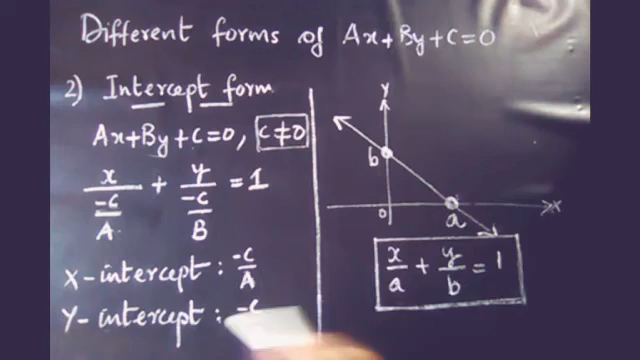 Different forms of Ax+By+C=0
2) Intercept form
Ax+By+C=0, C≠0
x/(-C/A) + y/(-C/B) = 1
X-intercept : -C/A
Y-intercept : -C
Y
b
O
a
X
x/a + y/b = 1